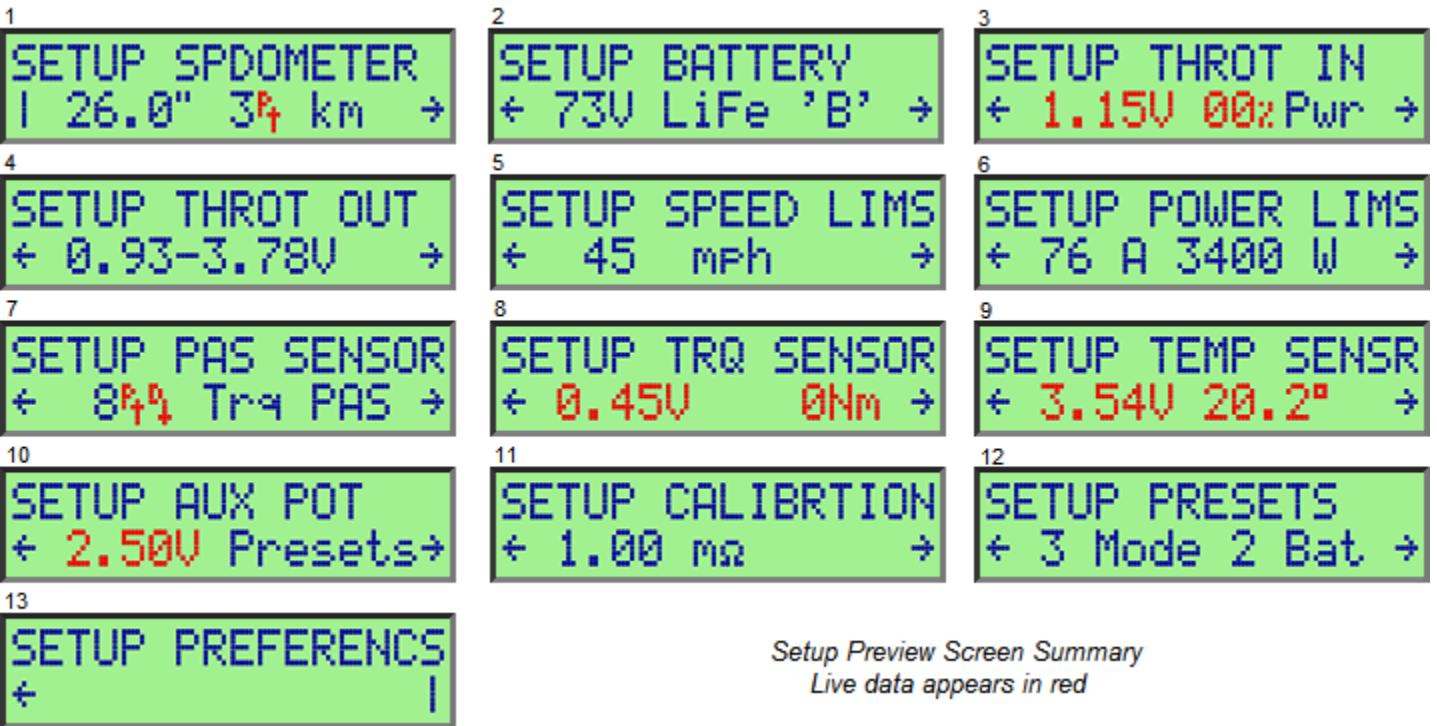 1
SETUP SPDOMETER
| 26.0" 3 km →
2
SETUP BATTERY
← 73V LiFe 'B' →
3
SETUP THROT IN
← 1.15V 00% Pwr →
4
SETUP THROT OUT
← 0.93-3.78V →
5
SETUP SPEED LIMS
← 45 mph →
6
SETUP POWER LIMS
← 76 A 3400 W →
7
SETUP PAS SENSOR
← 8 Trq PAS →
8
SETUP TRQ SENSOR
← 0.45V 0Nm →
9
SETUP TEMP SENSR
← 3.54V 20.2° →
10
SETUP AUX POT
← 2.50V Presets→
11
SETUP CALIBRTION
← 1.00 mΩ →
12
SETUP PRESETS
← 3 Mode 2 Bat →
13
SETUP PREFERENCS
← |
Setup Preview Screen Summary
Live data appears in red